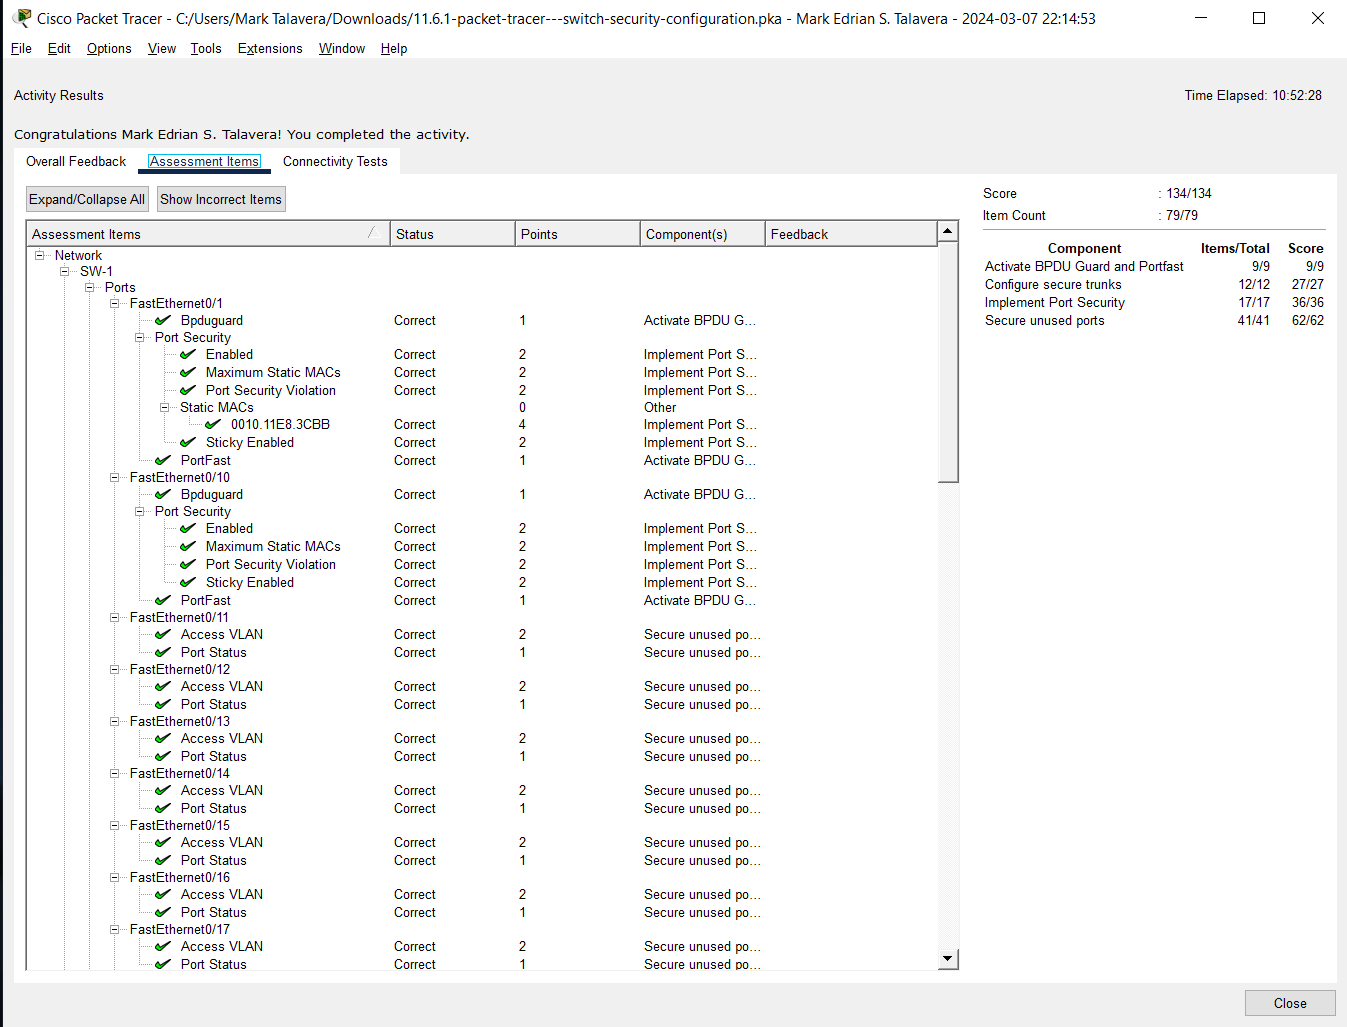 Cisco Packet Tracer - C:/Users/Mark Talavera/Downloads/11.6.1-packet-tracer---switch-security-configuration.pka - Mark Edrian S. Talavera - 2024-03-07 22:14:53
File Edit Options View Tools Extensions Window Help
Activity Results Time Elapsed: 10:52:28
Congratulations Mark Edrian S. Talavera! You completed the activity.
Overall Feedback Assessment Items Connectivity Tests
Expand/Collapse All Show Incorrect Items
Assessment Items Status Points Component(s) Feedback
Network
SW-1
Ports
FastEthernet0/1
Bpduguard Correct 1 Activate BPDU G...
Port Security
Enabled Correct 2 Implement Port S...
Maximum Static MACs Correct 2 Implement Port S...
Port Security Violation Correct 2 Implement Port S...
Static MACs 0 Other
0010.11E8.3CBB Correct 4 Implement Port S...
Sticky Enabled Correct 2 Implement Port S...
PortFast Correct 1 Activate BPDU G...
FastEthernet0/10
Bpduguard Correct 1 Activate BPDU G...
Port Security
Enabled Correct 2 Implement Port S...
Maximum Static MACs Correct 2 Implement Port S...
Port Security Violation Correct 2 Implement Port S...
Sticky Enabled Correct 2 Implement Port S...
PortFast Correct 1 Activate BPDU G...
FastEthernet0/11
Access VLAN Correct 2 Secure unused po...
Port Status Correct 1 Secure unused po...
FastEthernet0/12
Access VLAN Correct 2 Secure unused po...
Port Status Correct 1 Secure unused po...
FastEthernet0/13
Access VLAN Correct 2 Secure unused po...
Port Status Correct 1 Secure unused po...
FastEthernet0/14
Access VLAN Correct 2 Secure unused po...
Port Status Correct 1 Secure unused po...
FastEthernet0/15
Access VLAN Correct 2 Secure unused po...
Port Status Correct 1 Secure unused po...
FastEthernet0/16
Access VLAN Correct 2 Secure unused po...
Port Status Correct 1 Secure unused po...
FastEthernet0/17
Access VLAN Correct 2 Secure unused po...
Port Status Correct 1 Secure unused po...
Score : 134/134
Item Count : 79/79
Component Items/Total Score
Activate BPDU Guard and Portfast 9/9 9/9
Configure secure trunks 12/12 27/27
Implement Port Security 17/17 36/36
Secure unused ports 41/41 62/62
Close